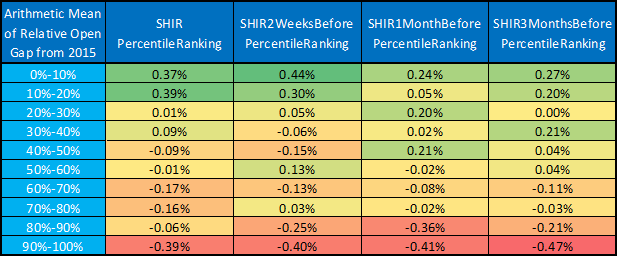 Arithmetic Mean of Relative Open Gap from 2015 SHIR PercentileRanking SHIR2WeeksBefore PercentileRanking SHIR1MonthBefore PercentileRanking SHIR3MonthsBefore PercentileRanking
0%-10% 0.37% 0.44% 0.24% 0.27%
10%-20% 0.39% 0.30% 0.05% 0.20%
20%-30% 0.01% 0.05% 0.20% 0.00%
30%-40% 0.09% -0.06% 0.02% 0.21%
40%-50% -0.09% -0.15% 0.21% 0.04%
50%-60% -0.01% 0.13% -0.02% 0.04%
60%-70% -0.17% -0.13% -0.08% -0.11%
70%-80% -0.16% 0.03% -0.02% -0.03%
80%-90% -0.06% -0.25% -0.36% -0.21%
90%-100% -0.39% -0.40% -0.41% -0.47%